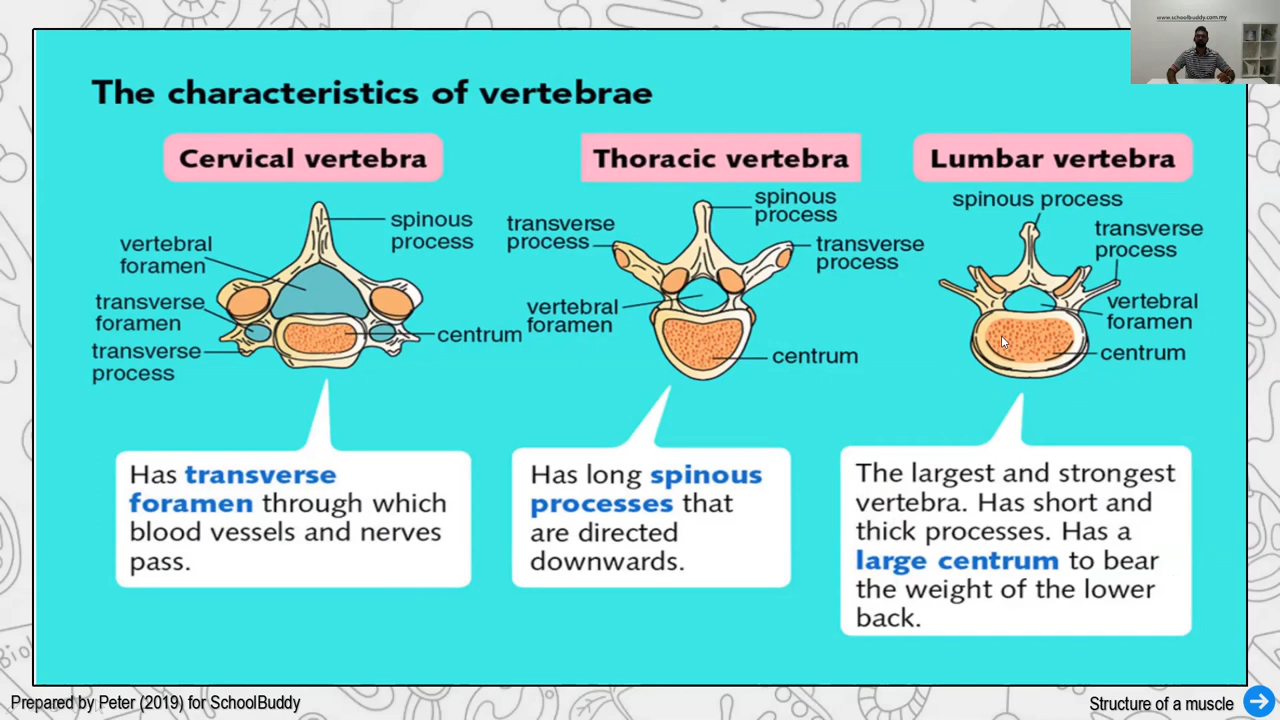 www.schoolbuddy.com.my
The characteristics of vertebrae
Cervical vertebra
spinous
process
vertebral
foramen
transverse
foramen
transverse
process
centrum
Has transverse
foramen through which
blood vessels and nerves
pass.
Thoracic vertebra
spinous
process
transverse
process
transverse
process
vertebral
foramen
centrum
Has long spinous
processes that
are directed
downwards.
Lumbar vertebra
spinous process
transverse
process
vertebral
foramen
centrum
The largest and strongest
vertebra. Has short and
thick processes. Has a
large centrum to bear
the weight of the lower
back.
Prepared by Peter (2019) for SchoolBuddy
Structure of a muscle